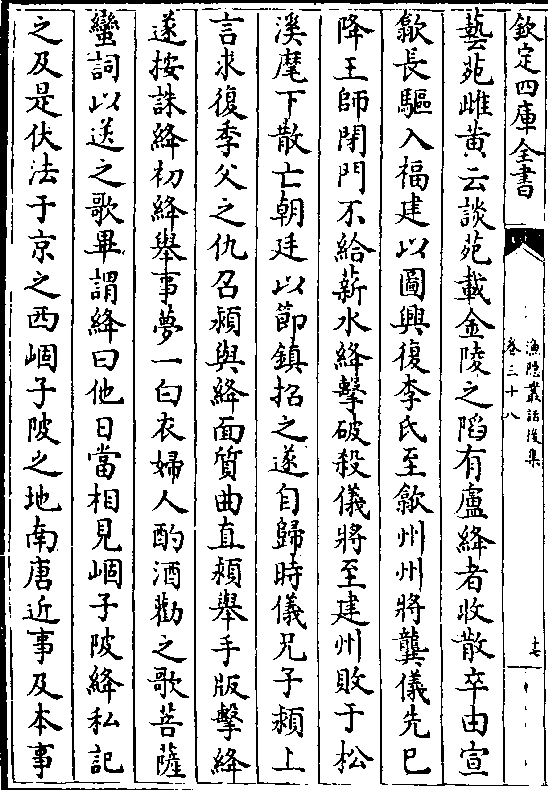 欽定四庫全書
漁隱叢話後集
卷三十八
十七
藝苑雌黄云談苑載金陵之陷有盧絳者收散卒由宣
歙長驅入福建以圖興復李氏至歙州州將龔儀先已
降王師閉門不給薪水絳擊破殺儀將至建州敗于松
溪麾下散亡朝廷以節鎮招之遂自歸時儀兄子熲上
言求復季父之仇召熲與絳面質曲直熲舉手版擊絳
遂按誅絳初絳舉事夢一白衣婦人酌酒勸之歌菩薩
蠻詞以送之歌畢謂絳曰他日當相見崓子陂絳私記
之及是伏法于京之西崓子陂之地南唐近事及本事